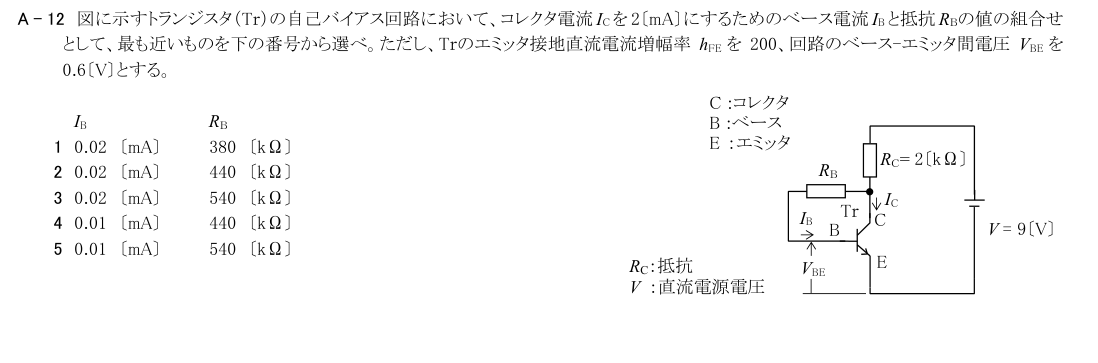 A－12 図に示すトランジスタ(Tr)の自己バイアス回路において、コレクタ電流 ICを2〔mA〕にするためのベース電流 IBと抵抗 RBの値の組合せ
として、最も近いものを下の番号から選べ。ただし、Trのエミッタ接地直流電流増幅率 hFE を 200、回路のベース−エミッタ間電圧 VBE を
0.6〔V〕とする。
IB RB
1 0.02 〔mA〕 380 〔kΩ〕
2 0.02 〔mA〕 440 〔kΩ〕
3 0.02 〔mA〕 540 〔kΩ〕
4 0.01 〔mA〕 440 〔kΩ〕
5 0.01 〔mA〕 540 〔kΩ〕
C :コレクタ
B :ベース
E :エミッタ
RC= 2〔kΩ〕
RB
IC
Tr
C
IB
B
V = 9〔V〕
E
VBE
RC:抵抗
V :直流電源電圧